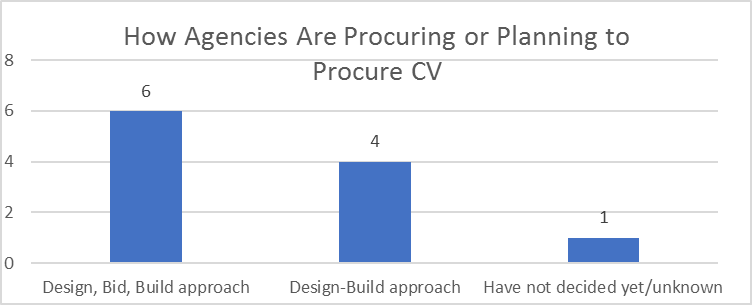 How Agencies Are Procuring or Planning to
Procure CV
8
6
4
2
0
6
4
1
Design, Bid, Build approach
Design-Build approach
Have not decided yet/unknown